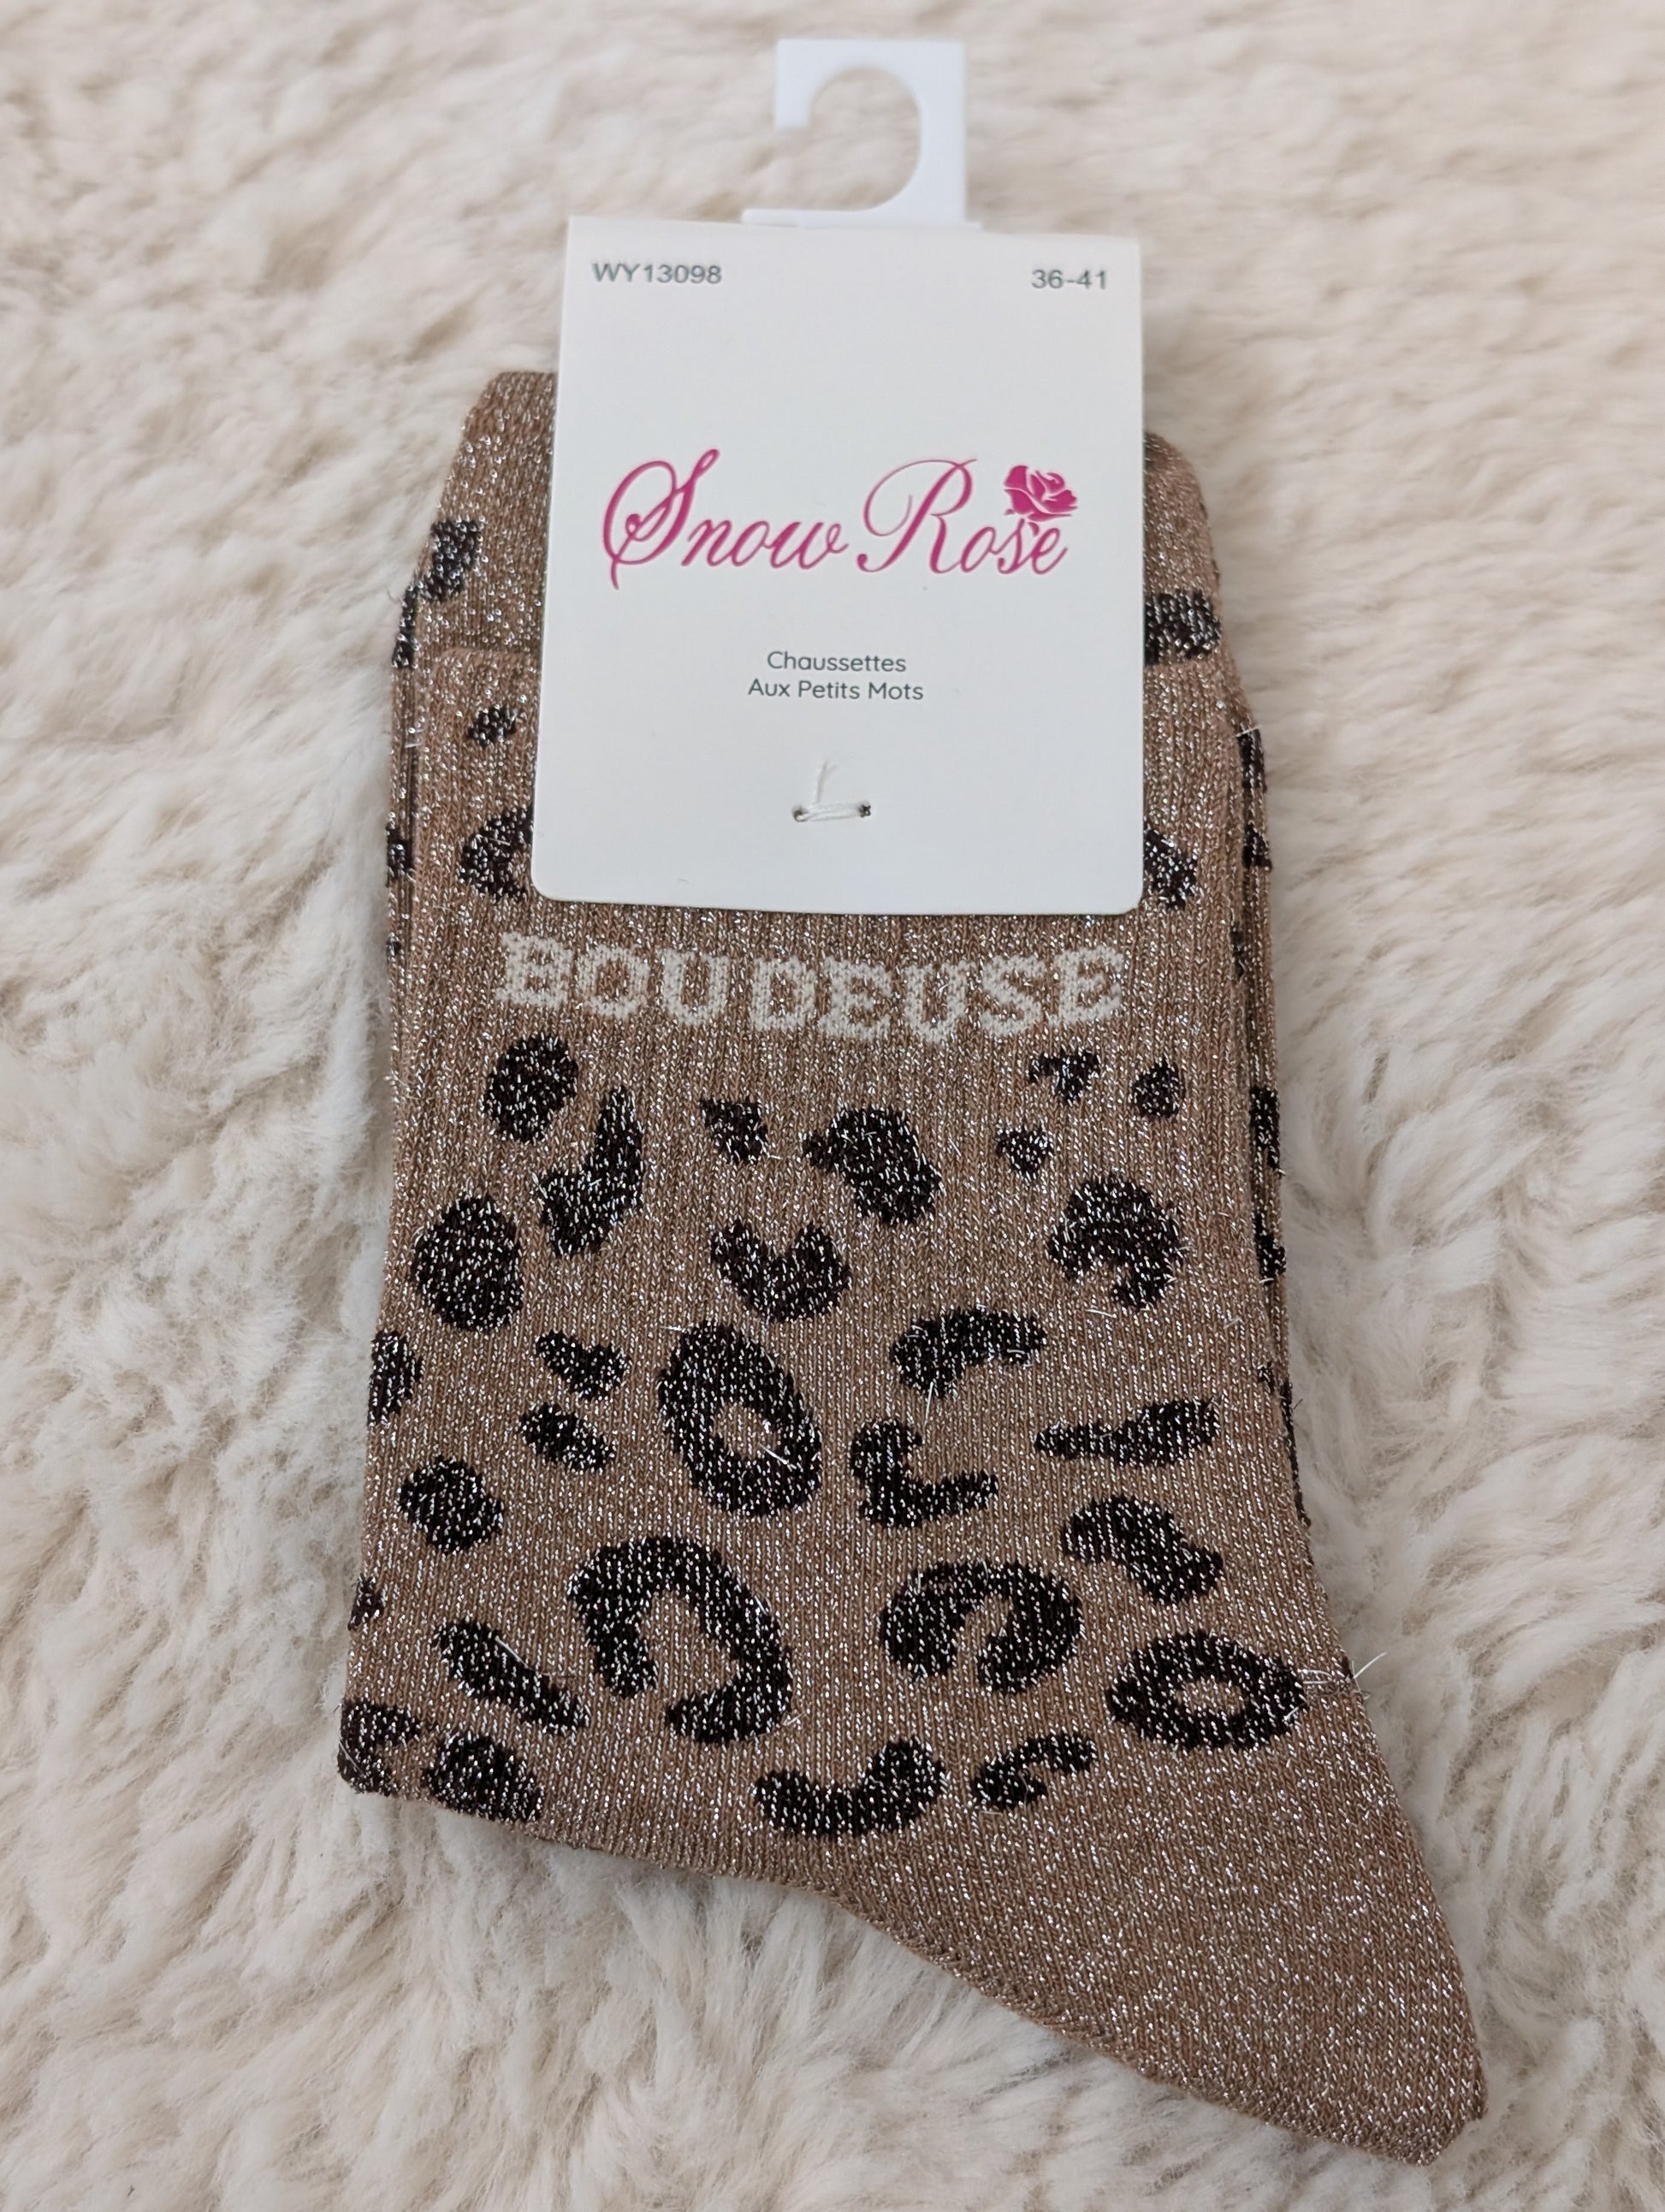 WY13098 36-41
Snow Rose
Chaussettes
Aux Petits Mots
BOUDEUSE